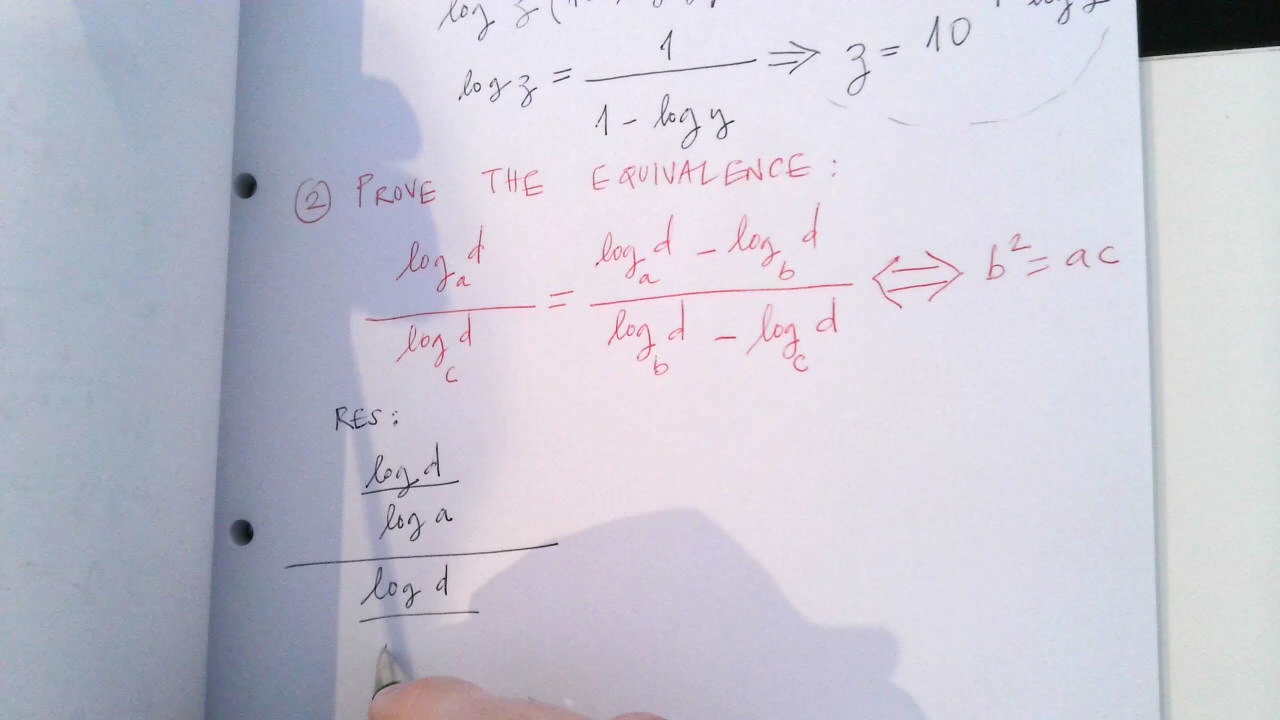 log z
log z = 1 / (1 - log y) ⇒ z = 10
② PROVE THE EQUIVALENCE:
log_a d / log_c d = (log_a d - log_b d) / (log_b d - log_c d) ⇔ b² = ac
RES:
log d
log a
log d